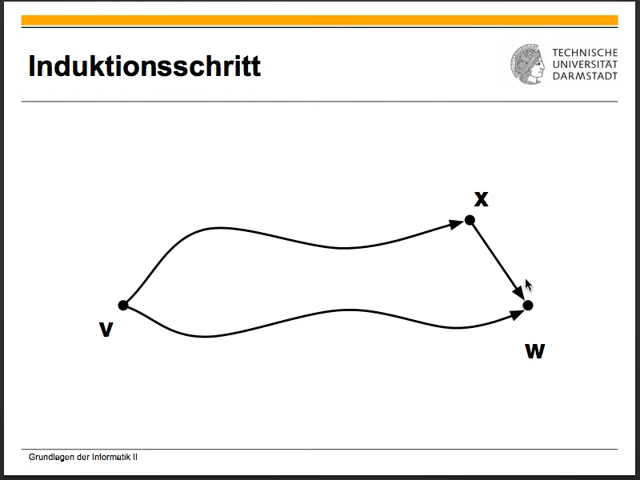 Induktionsschritt
TECHNISCHE
UNIVERSITÄT
DARMSTADT
x
v
w
Grundlagen der Informatik II